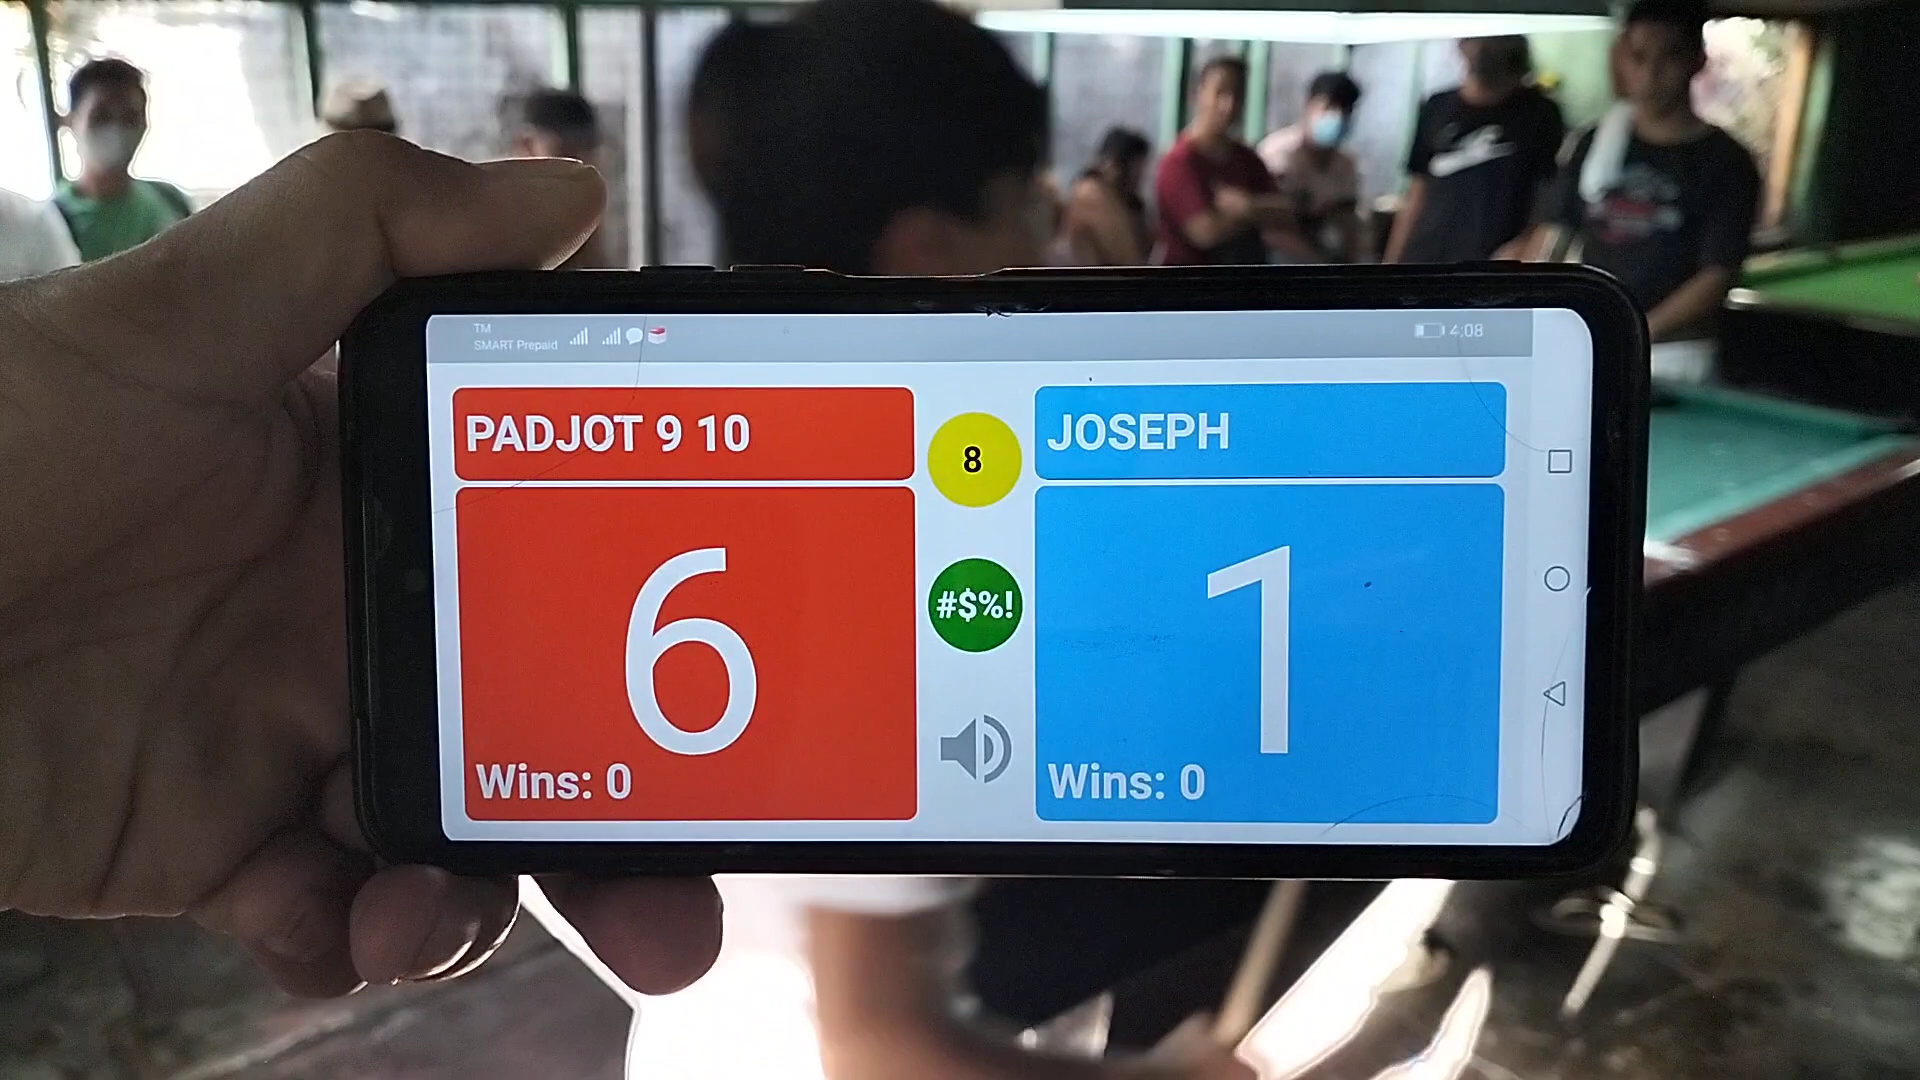 TM
SMART Prepaid
4:08
PADJOT 9 10
8
JOSEPH
6
#$%!
1
Wins: 0
Wins: 0